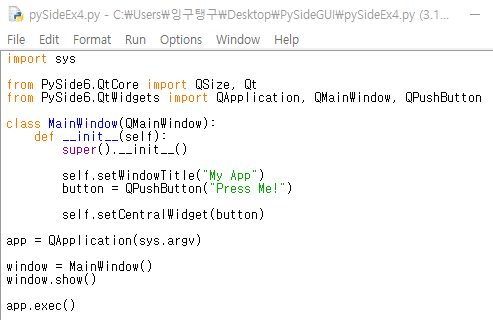 pySideEx4.py - C:₩Users₩잉구탱구₩Desktop₩PySideGUI₩pySideEx4.py (3.1...
File Edit Format Run Options Window Help
import sys
from PySide6.QtCore import QSize, Qt
from PySide6.QtWidgets import QApplication, QMainWindow, QPushButton
class MainWindow(QMainWindow):
def __init__(self):
super().__init__()
self.setWindowTitle("My App")
button = QPushButton("Press Me!")
self.setCentralWidget(button)
app = QApplication(sys.argv)
window = MainWindow()
window.show()
app.exec()